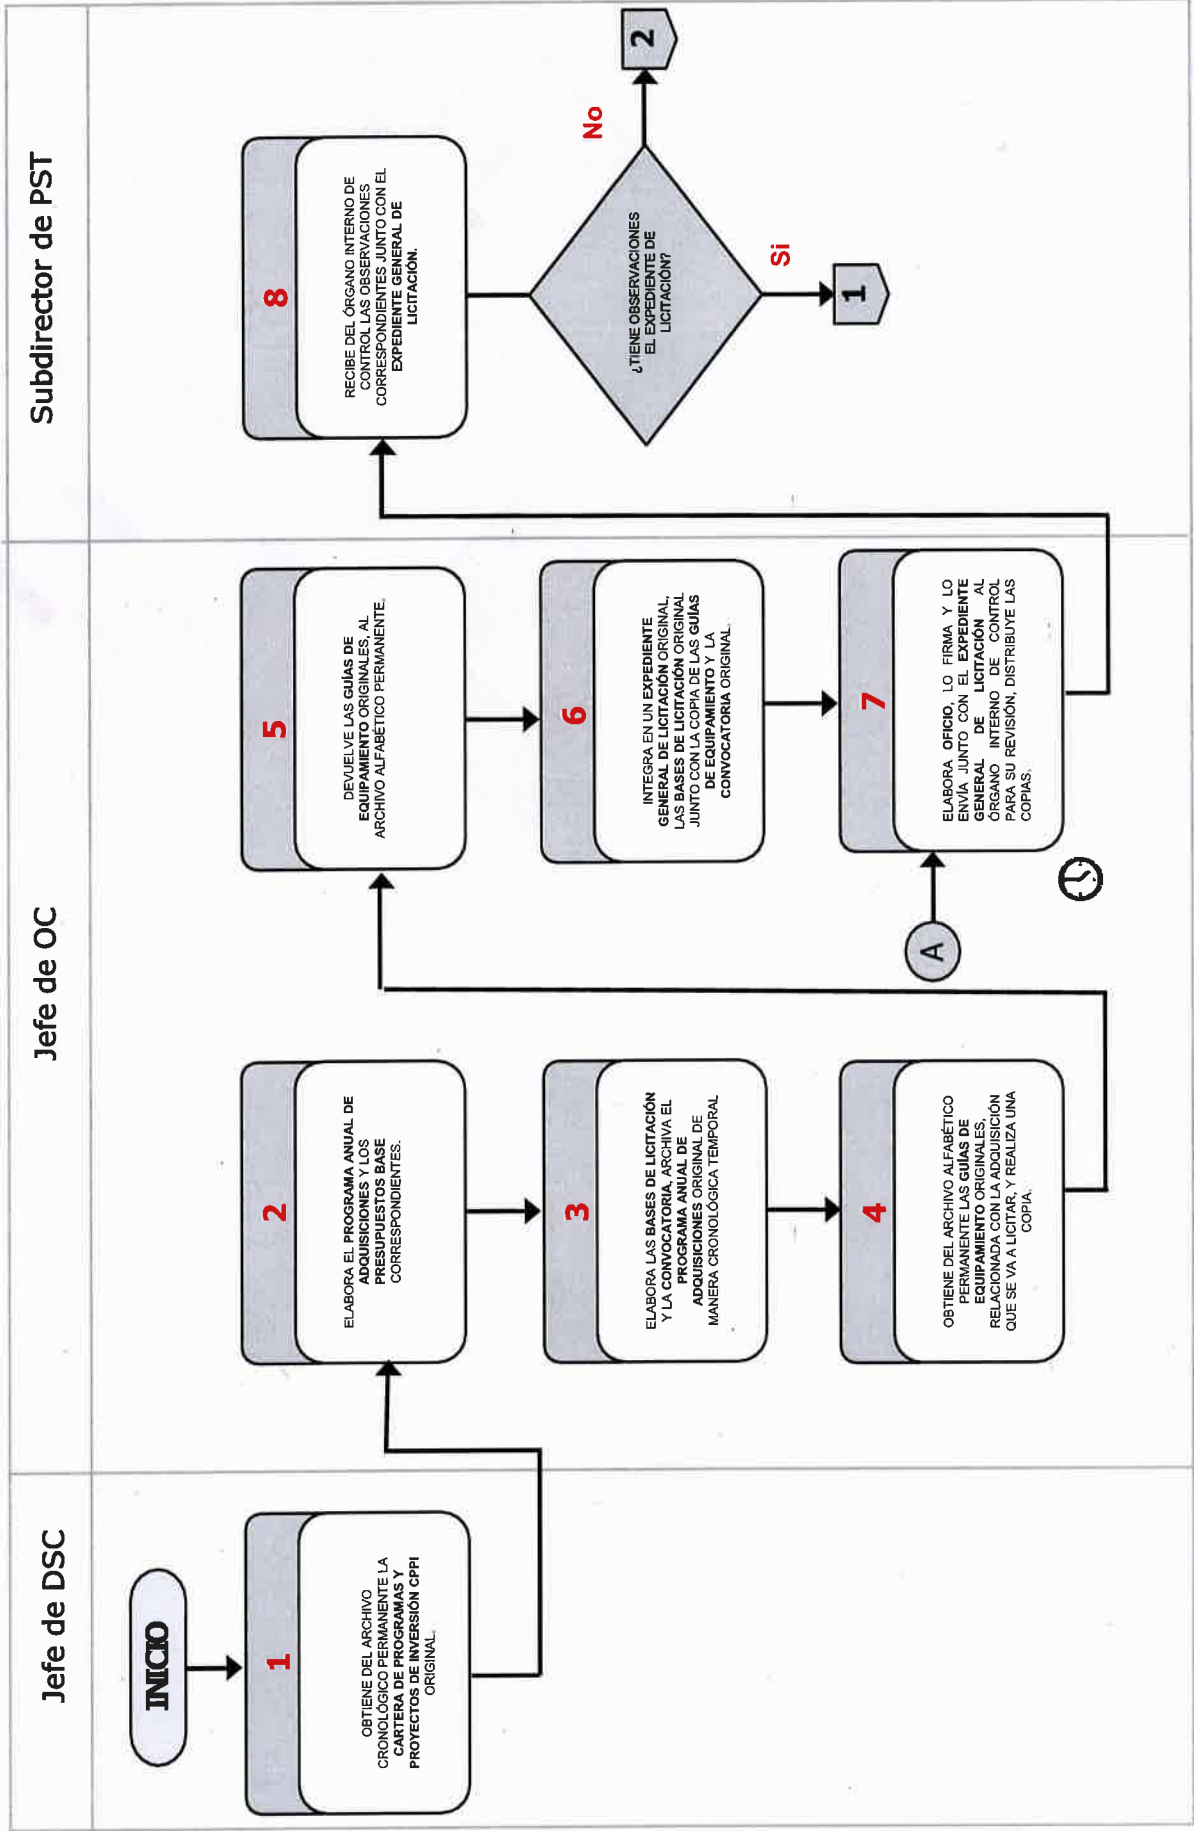 Jefe de DSC
Jefe de OC
Subdirector de PST
INICIO
1
OBTIENE DEL ARCHIVO
CRONOLÓGICO PERMANENTE LA
CARTERA DE PROGRAMAS Y
PROYECTOS DE INVERSIÓN CPPI
ORIGINAL.
2
ELABORA EL PROGRAMA ANUAL DE
ADQUISICIONES Y LOS
PRESUPUESTOS BASE
CORRESPONDIENTES.
3
ELABORA LAS BASES DE LICITACIÓN
Y LA CONVOCATORIA, ARCHIVA EL
PROGRAMA ANUAL DE
ADQUISICIONES ORIGINAL DE
MANERA CRONOLÓGICA TEMPORAL
4
OBTIENE DEL ARCHIVO ALFABÉTICO
PERMANENTE LAS GUÍAS DE
EQUIPAMIENTO ORIGINALES,
RELACIONADA CON LA ADQUISICIÓN
QUE SE VA A LICITAR, Y REALIZA UNA
COPIA.
5
DEVUELVE LAS GUÍAS DE
EQUIPAMIENTO ORIGINALES, AL
ARCHIVO ALFABÉTICO PERMANENTE.
6
INTEGRA EN UN EXPEDIENTE
GENERAL DE LICITACIÓN ORIGINAL,
LAS BASES DE LICITACIÓN ORIGINAL
JUNTO CON LA COPIA DE LAS GUÍAS
DE EQUIPAMIENTO Y LA
CONVOCATORIA ORIGINAL.
A
7
ELABORA OFICIO, LO FIRMA Y LO
ENVÍA JUNTO CON EL EXPEDIENTE
GENERAL DE LICITACIÓN AL
ÓRGANO INTERNO DE CONTROL
PARA SU REVISIÓN, DISTRIBUYE LAS
COPIAS.
8
RECIBE DEL ÓRGANO INTERNO DE
CONTROL LAS OBSERVACIONES
CORRESPONDIENTES JUNTO CON EL
EXPEDIENTE GENERAL DE
LICITACIÓN.
¿TIENE OBSERVACIONES
EL EXPEDIENTE DE
LICITACIÓN?
No
2
Si
1